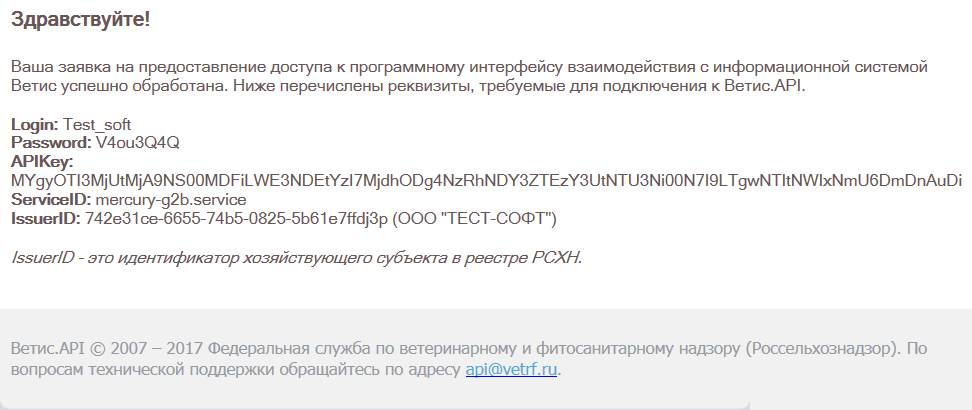 Здравствуйте!
Ваша заявка на предоставление доступа к программному интерфейсу взаимодействия с информационной системой
Ветис успешно обработана. Ниже перечислены реквизиты, требуемые для подключения к Ветис.API.
Login: Test_soft
Password: V4ou3Q4Q
APIKey:
MYgyOTI3MjUtMjA9NS00MDFiLWE3NDEtYzI7MjdhODg4NzRhNDY3ZTEzY3UtNTU3Ni00N7I9LTgwNTItNWIxNmU6DmDnAuDi
ServiceID: mercury-g2b.service
IssuerID: 742e31ce-6655-74b5-0825-5b61e7ffdj3p (ООО "ТЕСТ-СОФТ")
IssuerID - это идентификатор хозяйствующего субъекта в реестре РСХН.
Ветис.API © 2007 – 2017 Федеральная служба по ветеринарному и фитосанитарному надзору (Россельхознадзор). По
вопросам технической поддержки обращайтесь по адресу api@vetrf.ru.